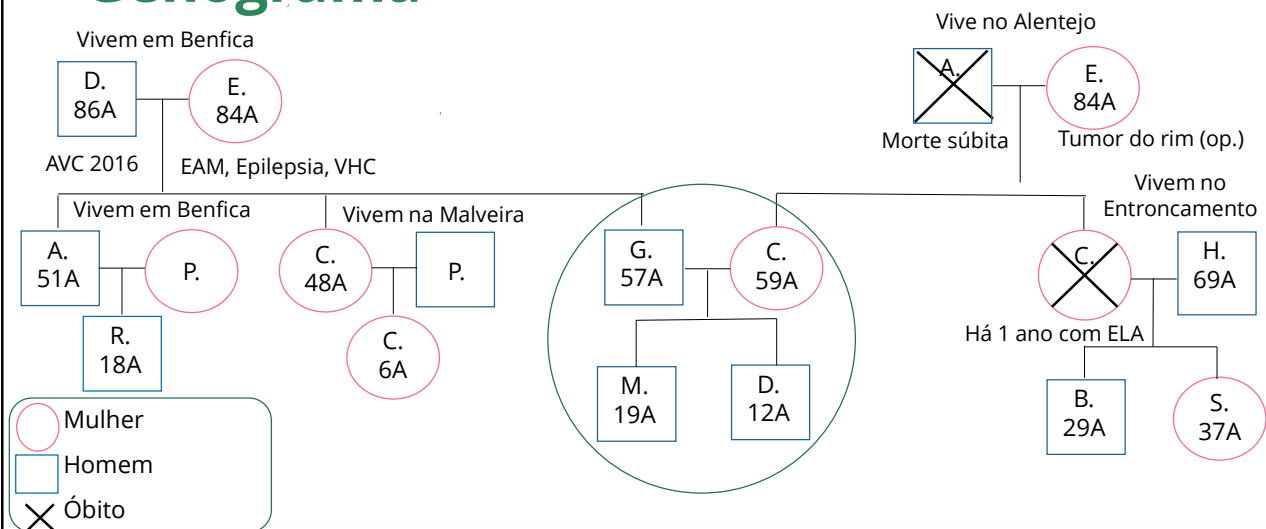 Genograma
Vivem em Benfica
D.
86A
E.
84A
AVC 2016
EAM, Epilepsia, VHC
Vive no Alentejo
A.
E.
84A
Morte súbita
Tumor do rim (op.)
Vivem em Benfica
A.
51A
P.
R.
18A
Vivem na Malveira
C.
48A
P.
C.
6A
G.
57A
C.
59A
M.
19A
D.
12A
Vivem no
Entroncamento
C.
H.
69A
Há 1 ano com ELA
B.
29A
S.
37A
Mulher
Homem
Óbito